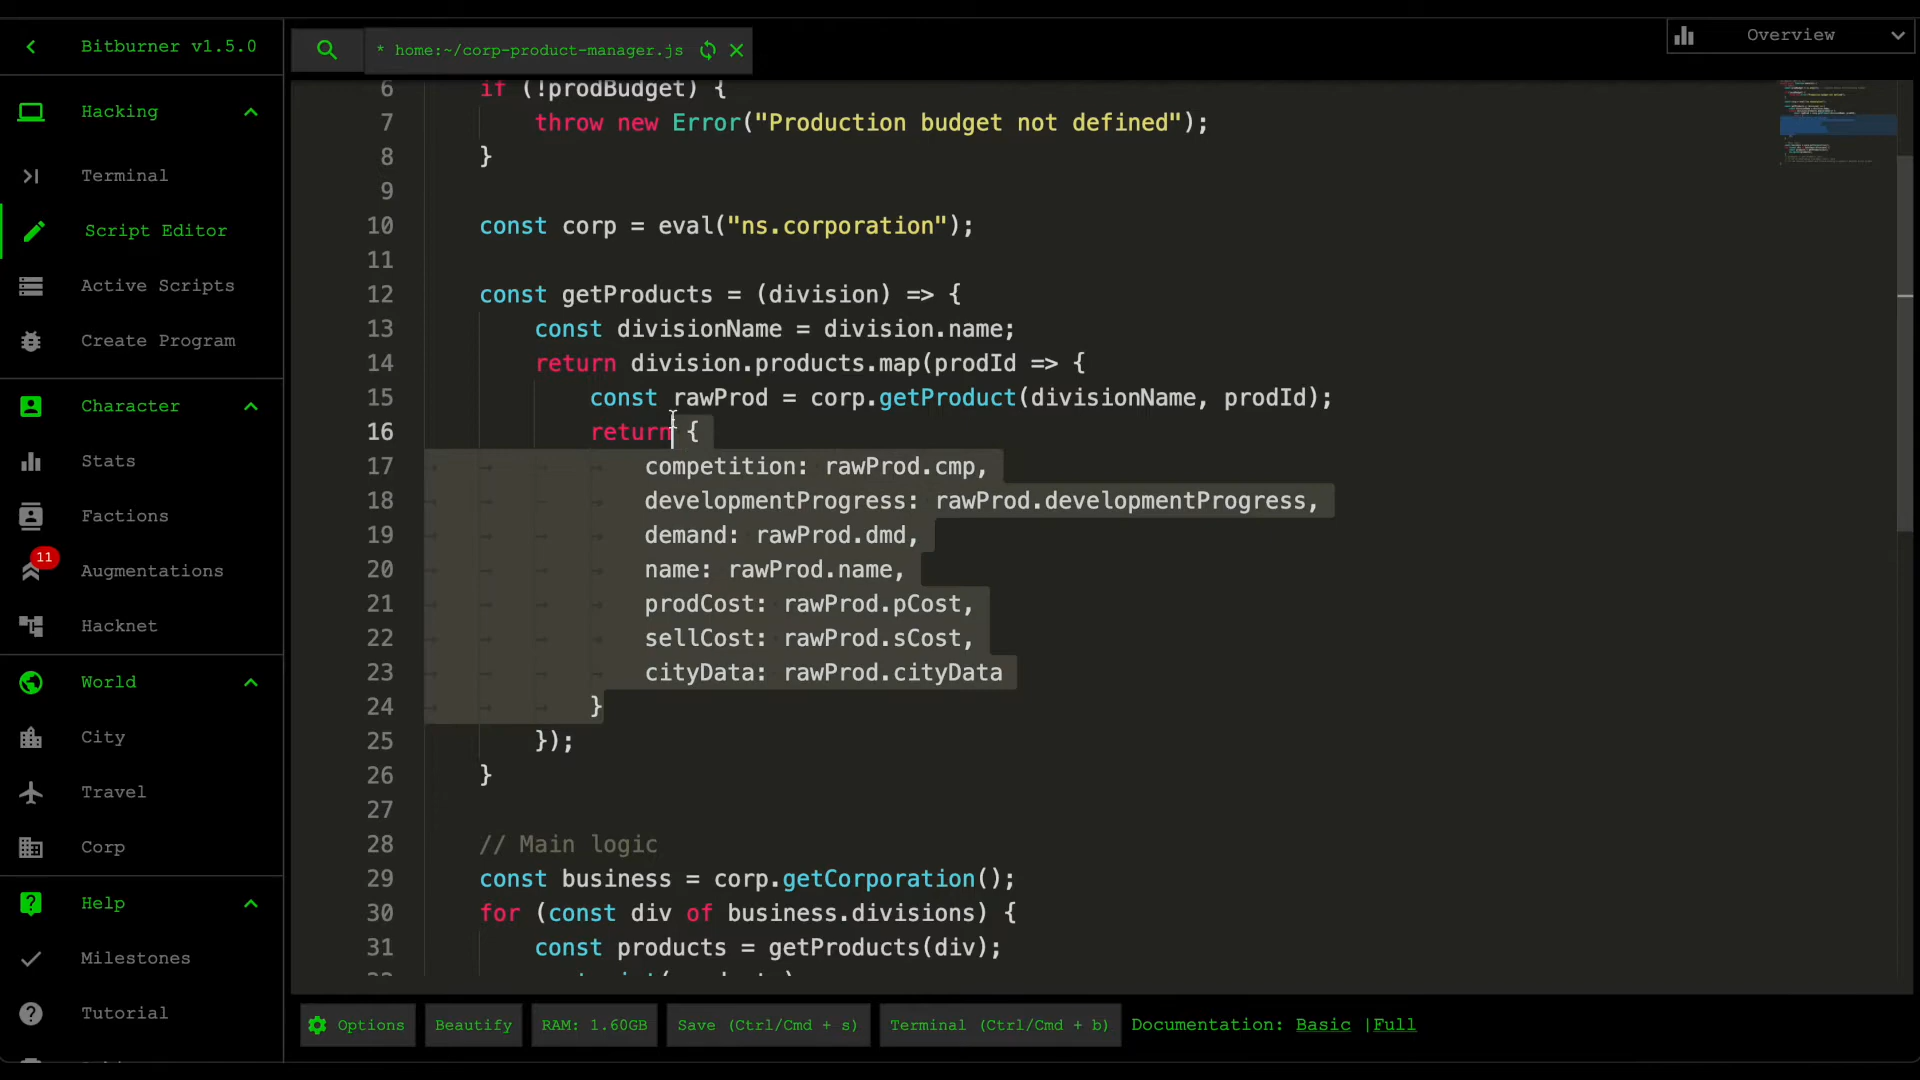 Bitburner v1.5.0
Hacking
Terminal
Script Editor
Active Scripts
Create Program
Character
Stats
Factions
11
Augmentations
Hacknet
World
City
Travel
Corp
Help
Milestones
Tutorial
* home:~/corp-product-manager.js
Overview
6 if (!prodBudget) {
7 throw new Error("Production budget not defined");
8 }
9
10 const corp = eval("ns.corporation");
11
12 const getProducts = (division) => {
13 const divisionName = division.name;
14 return division.products.map(prodId => {
15 const rawProd = corp.getProduct(divisionName, prodId);
16 return {
17 competition: rawProd.cmp,
18 developmentProgress: rawProd.developmentProgress,
19 demand: rawProd.dmd,
20 name: rawProd.name,
21 prodCost: rawProd.pCost,
22 sellCost: rawProd.sCost,
23 cityData: rawProd.cityData
24 }
25 });
26 }
27
28 // Main logic
29 const business = corp.getCorporation();
30 for (const div of business.divisions) {
31 const products = getProducts(div);
Options
Beautify
RAM: 1.60GB
Save (Ctrl/Cmd + s)
Terminal (Ctrl/Cmd + b)
Documentation: Basic |Full